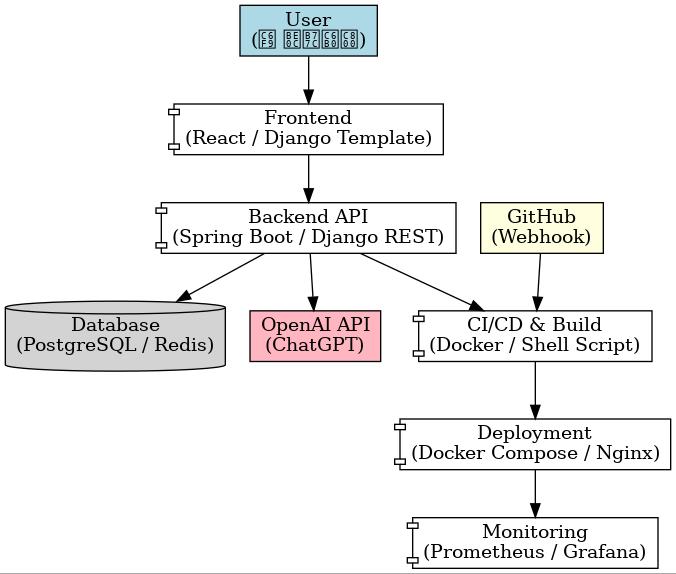 User
Frontend
(React / Django Template)
Backend API
(Spring Boot / Django REST)
GitHub
(Webhook)
Database
(PostgreSQL / Redis)
OpenAI API
(ChatGPT)
CI/CD & Build
(Docker / Shell Script)
Deployment
(Docker Compose / Nginx)
Monitoring
(Prometheus / Grafana)